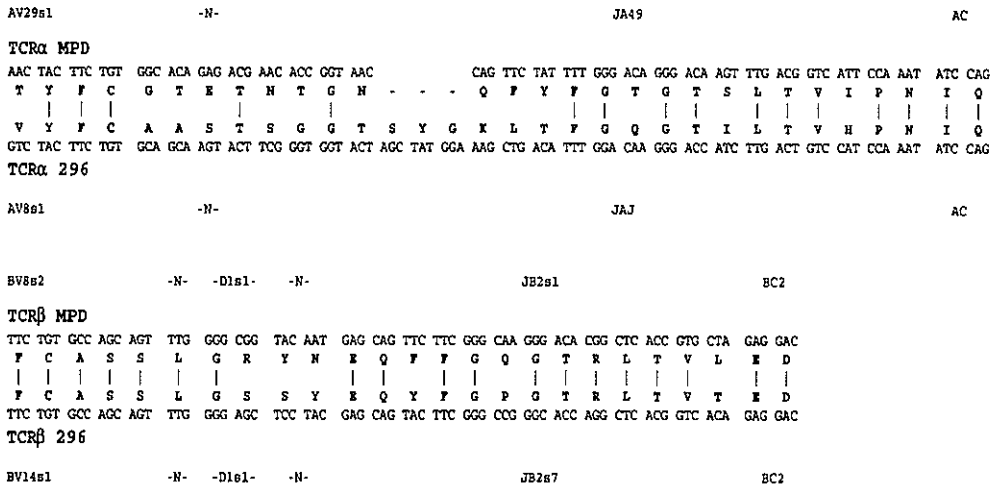 AV29s1 -N- JA49 AC
TCRα MPD
AAC TAC TTC TGT GGC ACA GAG ACG AAC ACC GGT AAC CAG TTC TAT TTT GGG ACA GGG ACA AGT TTG ACG GTC ATT CCA AAT ATC CAG
T Y F C G T E T N T G N - - - Q F Y F G T G T S L T V I P N I Q
V Y F C A A S T S G G T S Y G K L T F G Q G T I L T V H P N I Q
GTC TAC TTC TGT GCA GCA AGT ACT TCG GGT GGT ACT AGC TAT GGA AAG CTG ACA TTT GGA CAA GGG ACC ATC TTG ACT GTC CAT CCA AAT ATC CAG
TCRα 296
AV8s1 -N- JAJ AC
BV8s2 -N- -D1s1- -N- JB2s1 BC2
TCRβ MPD
TTC TGT GCC AGC AGT TTG GGG CGG TAC AAT GAG CAG TTC TTC GGG CAA GGG ACA CGG CTC ACC GTG CTA GAG GAC
F C A S S L G R Y N E Q F F G Q G T R L T V L E D
F C A S S L G S S Y E Q Y F G P G T R L T V T E D
TTC TGT GCC AGC AGT TTG GGG AGC TCC TAC GAG CAG TAC TTC GGG CCG GGC ACC AGG CTC ACG GTC ACA GAG GAC
TCRβ 296
BV14s1 -N- -D1s1- -N- JB2s7 BC2